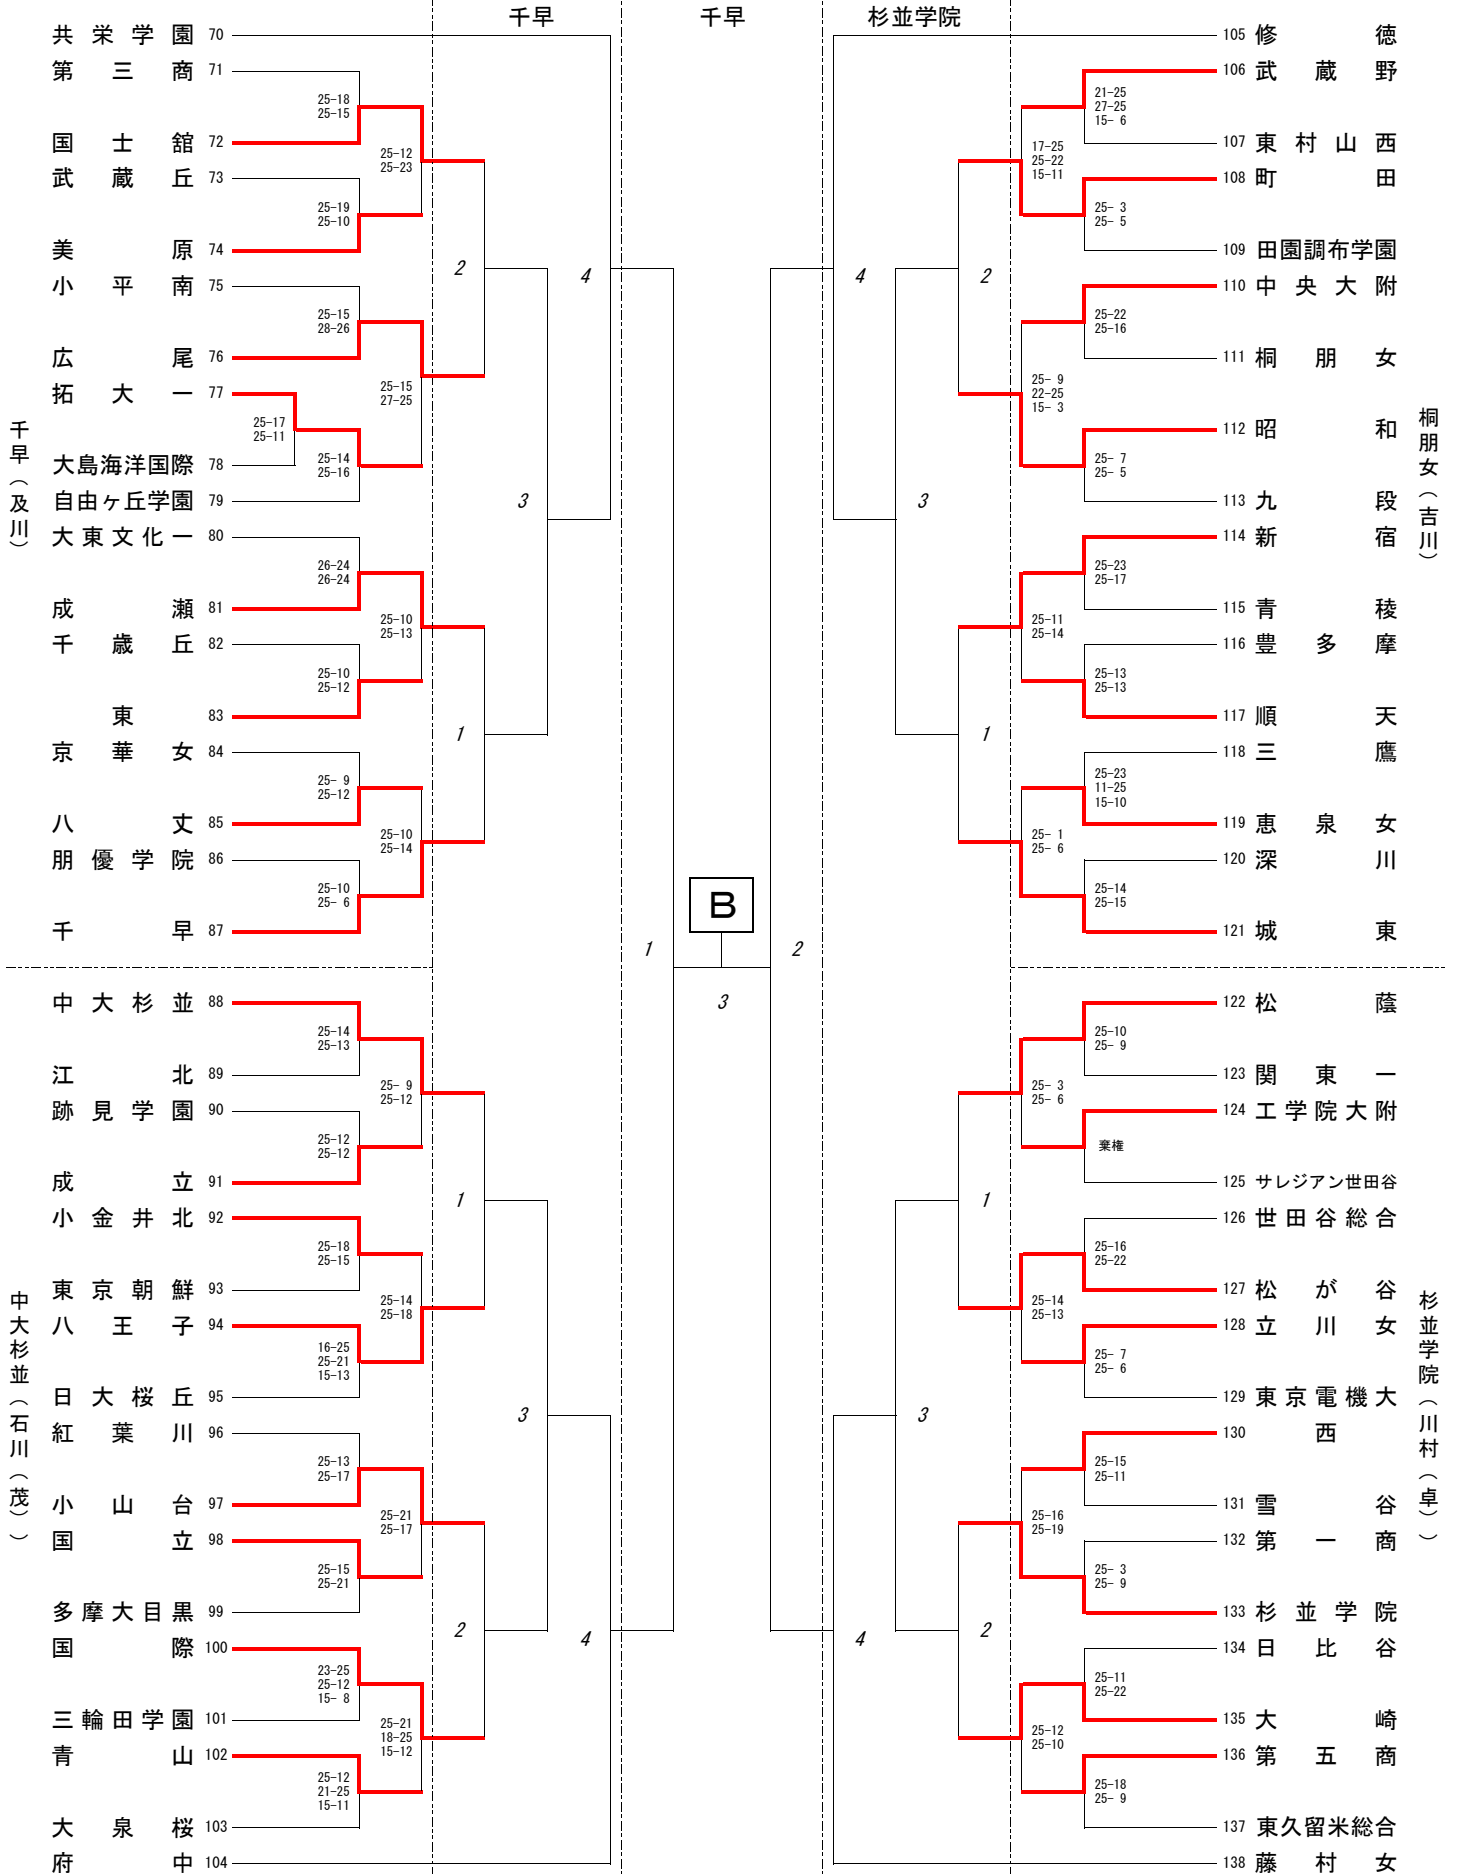 千早 千早 杉並学院
共栄学園 70
第三商 71
25-18
25-15
国士舘 72
25-12
25-23
武蔵丘 73
25-19
25-10
美原 74
2
4
小平南 75
25-15
28-26
広尾 76
25-15
27-25
拓大一 77
25-17
25-11
大島海洋国際 78
25-14
25-16
自由ヶ丘学園 79
3
千早（及川）
大東文化一 80
26-24
26-24
成瀬 81
25-10
25-13
千歳丘 82
25-10
25-12
東 83
1
京華女 84
25- 9
25-12
八丈 85
25-10
25-14
朋優学院 86
25-10
25- 6
千早 87
中大杉並 88
25-14
25-13
江北 89
25- 9
25-12
跡見学園 90
25-12
25-12
成立 91
1
小金井北 92
25-18
25-15
東京朝鮮 93
25-14
25-18
八王子 94
16-25
25-21
15-13
日大桜丘 95
3
中大杉並（石川（茂））
紅葉川 96
25-13
25-17
小山台 97
25-21
25-17
国立 98
25-15
25-21
多摩大目黒 99
2
4
国際 100
23-25
25-12
15- 8
三輪田学園 101
25-21
18-25
15-12
青山 102
25-12
21-25
15-11
大泉桜 103
府中 104
B
1
2
3
105 修徳
106 武蔵野
21-25
27-25
15- 6
107 東村山西
17-25
25-22
15-11
108 町田
25- 3
25- 5
109 田園調布学園
4
2
110 中央大附
25-22
25-16
111 桐朋女
25- 9
22-25
15- 3
112 昭和
25- 7
25- 5
113 九段
3
桐朋女（吉川）
114 新宿
25-23
25-17
115 青稜
25-11
25-14
116 豊多摩
25-13
25-13
117 順天
1
118 三鷹
25-23
11-25
15-10
119 恵泉女
25- 1
25- 6
120 深川
25-14
25-15
121 城東
122 松蔭
25-10
25- 9
123 関東一
25- 3
25- 6
124 工学院大附
棄権
125 サレジアン世田谷
1
126 世田谷総合
25-16
25-22
127 松が谷
25-14
25-13
128 立川女
25- 7
25- 6
129 東京電機大
3
杉並学院（川村（卓））
130 西
25-15
25-11
131 雪谷
25-16
25-19
132 第一商
25- 3
25- 9
133 杉並学院
4
2
134 日比谷
25-11
25-22
135 大崎
25-12
25-10
136 第五商
25-18
25- 9
137 東久留米総合
138 藤村女